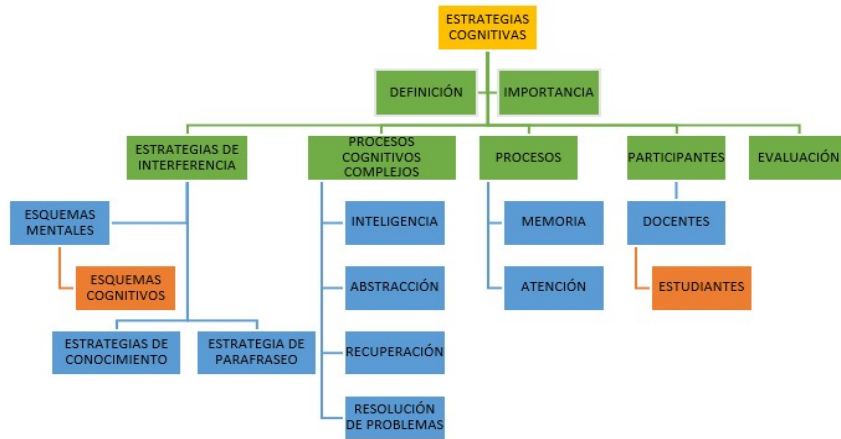 ESTRATEGIAS
COGNITIVAS
DEFINICIÓN
IMPORTANCIA
ESTRATEGIAS DE
INTERFERENCIA
PROCESOS
COGNITIVOS
COMPLEJOS
PROCESOS
PARTICIPANTES
EVALUACIÓN
ESQUEMAS
MENTALES
ESQUEMAS
COGNITIVOS
ESTRATEGIAS DE
CONOCIMIENTO
ESTRATEGIA DE
PARAFRASEO
INTELIGENCIA
ABSTRACCIÓN
RECUPERACIÓN
RESOLUCIÓN
DE PROBLEMAS
MEMORIA
ATENCIÓN
DOCENTES
ESTUDIANTES